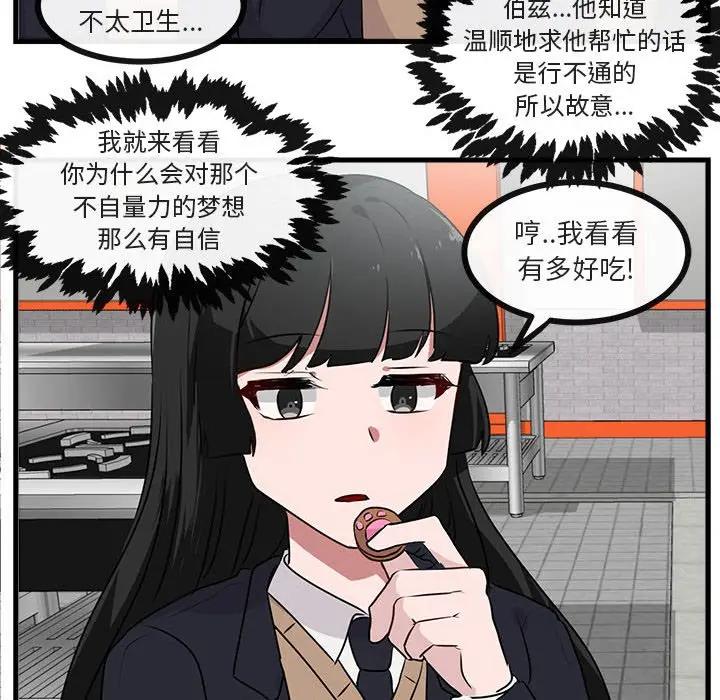 不太卫生...
伯兹...他知道
温顺地求他帮忙的话
是行不通的
所以故意...
我就来看看
你为什么会对那个
不自量力的梦想
那么有自信
哼..我看看
有多好吃!